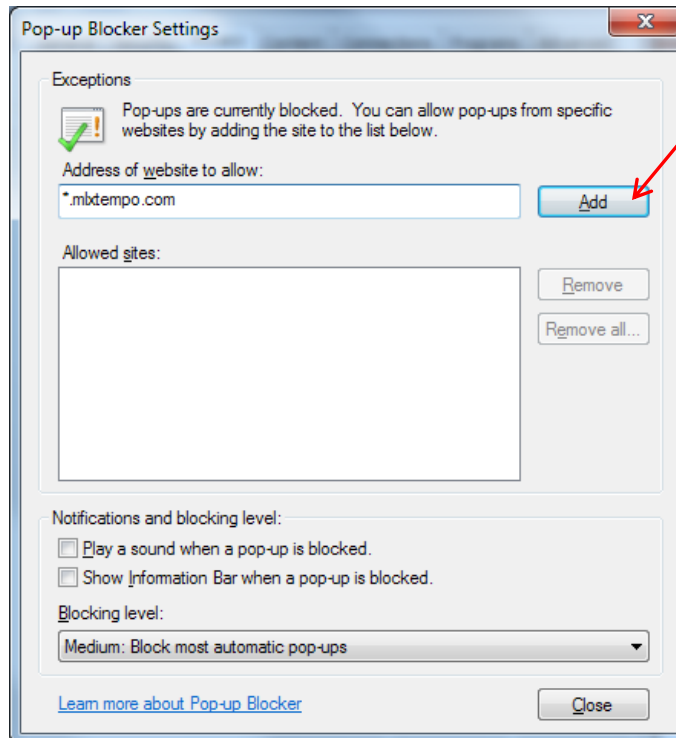 Pop-up Blocker Settings
Exceptions
Pop-ups are currently blocked. You can allow pop-ups from specific
websites by adding the site to the list below.
Address of website to allow:
*.mlxtempo.com
Add
Allowed sites:
Remove
Remove all...
Notifications and blocking level:
Play a sound when a pop-up is blocked.
Show Information Bar when a pop-up is blocked.
Blocking level:
Medium: Block most automatic pop-ups
Learn more about Pop-up Blocker
Close